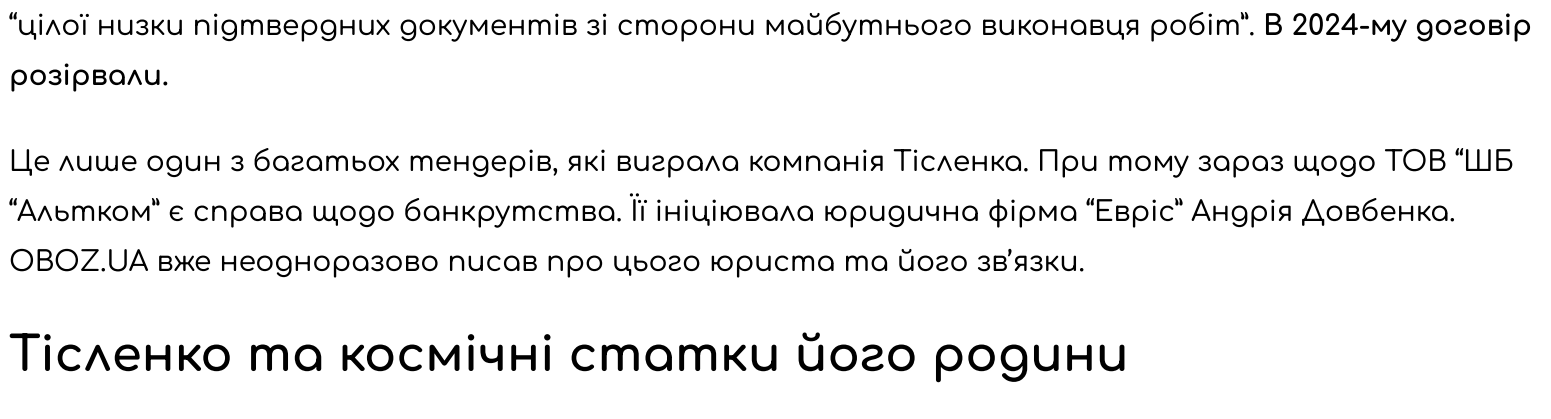 “цілої низки підтвердних документів зі сторони майбутнього виконавця робіт”. В 2024-му договір
розірвали.
Це лише один з багатьох тендерів, які виграла компанія Тісленка. При тому зараз щодо ТОВ “ШБ
“Альтком” є справа щодо банкрутства. Її ініціювала юридична фірма “Евріс” Андрія Довбенка.
OBOZ.UA вже неодноразово писав про цього юриста та його зв’язки.
Тісленко та космічні статки його родини